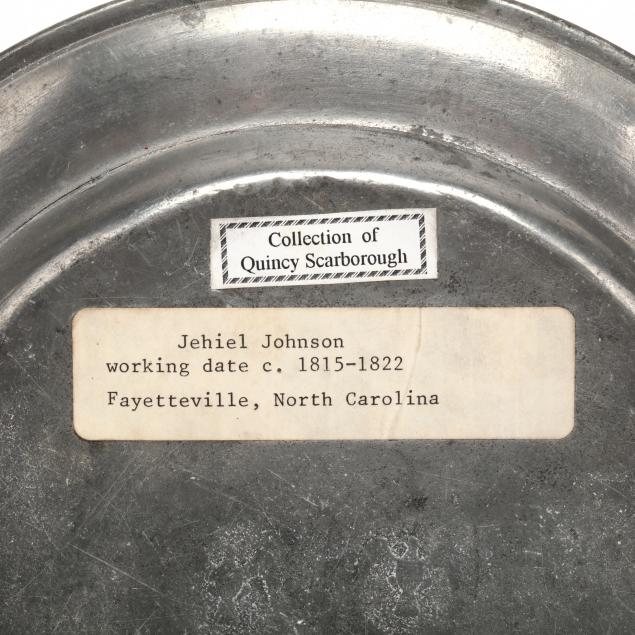 Collection of
Quincy Scarborough
Jehiel Johnson
working date c. 1815-1822
Fayetteville, North Carolina